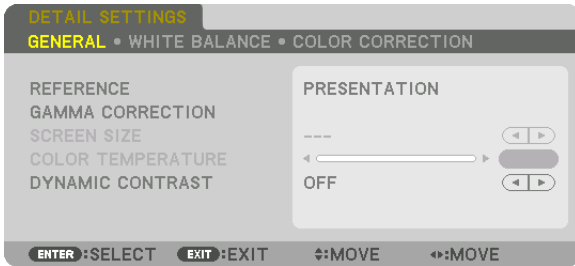 DETAIL SETTINGS
GENERAL • WHITE BALANCE • COLOR CORRECTION
REFERENCE PRESENTATION
GAMMA CORRECTION
SCREEN SIZE ---
COLOR TEMPERATURE
DYNAMIC CONTRAST OFF
ENTER :SELECT EXIT :EXIT :MOVE :MOVE